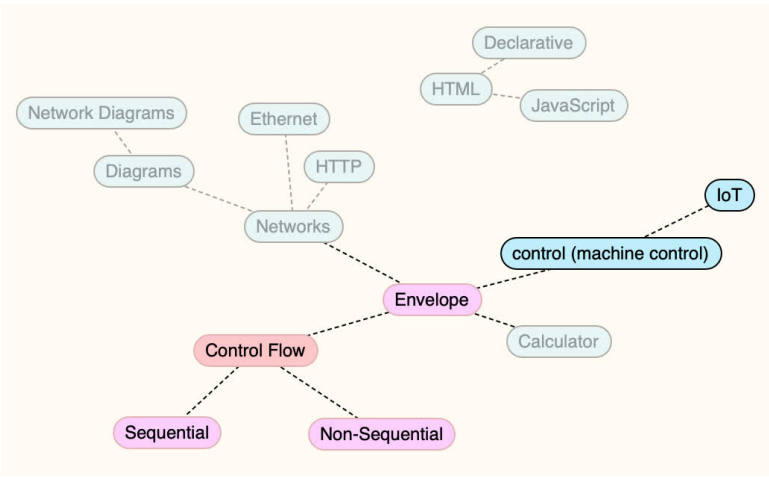 Declarative
HTML
JavaScript
Network Diagrams
Ethernet
Diagrams
HTTP
IoT
Networks
control (machine control)
Envelope
Calculator
Control Flow
Sequential
Non-Sequential